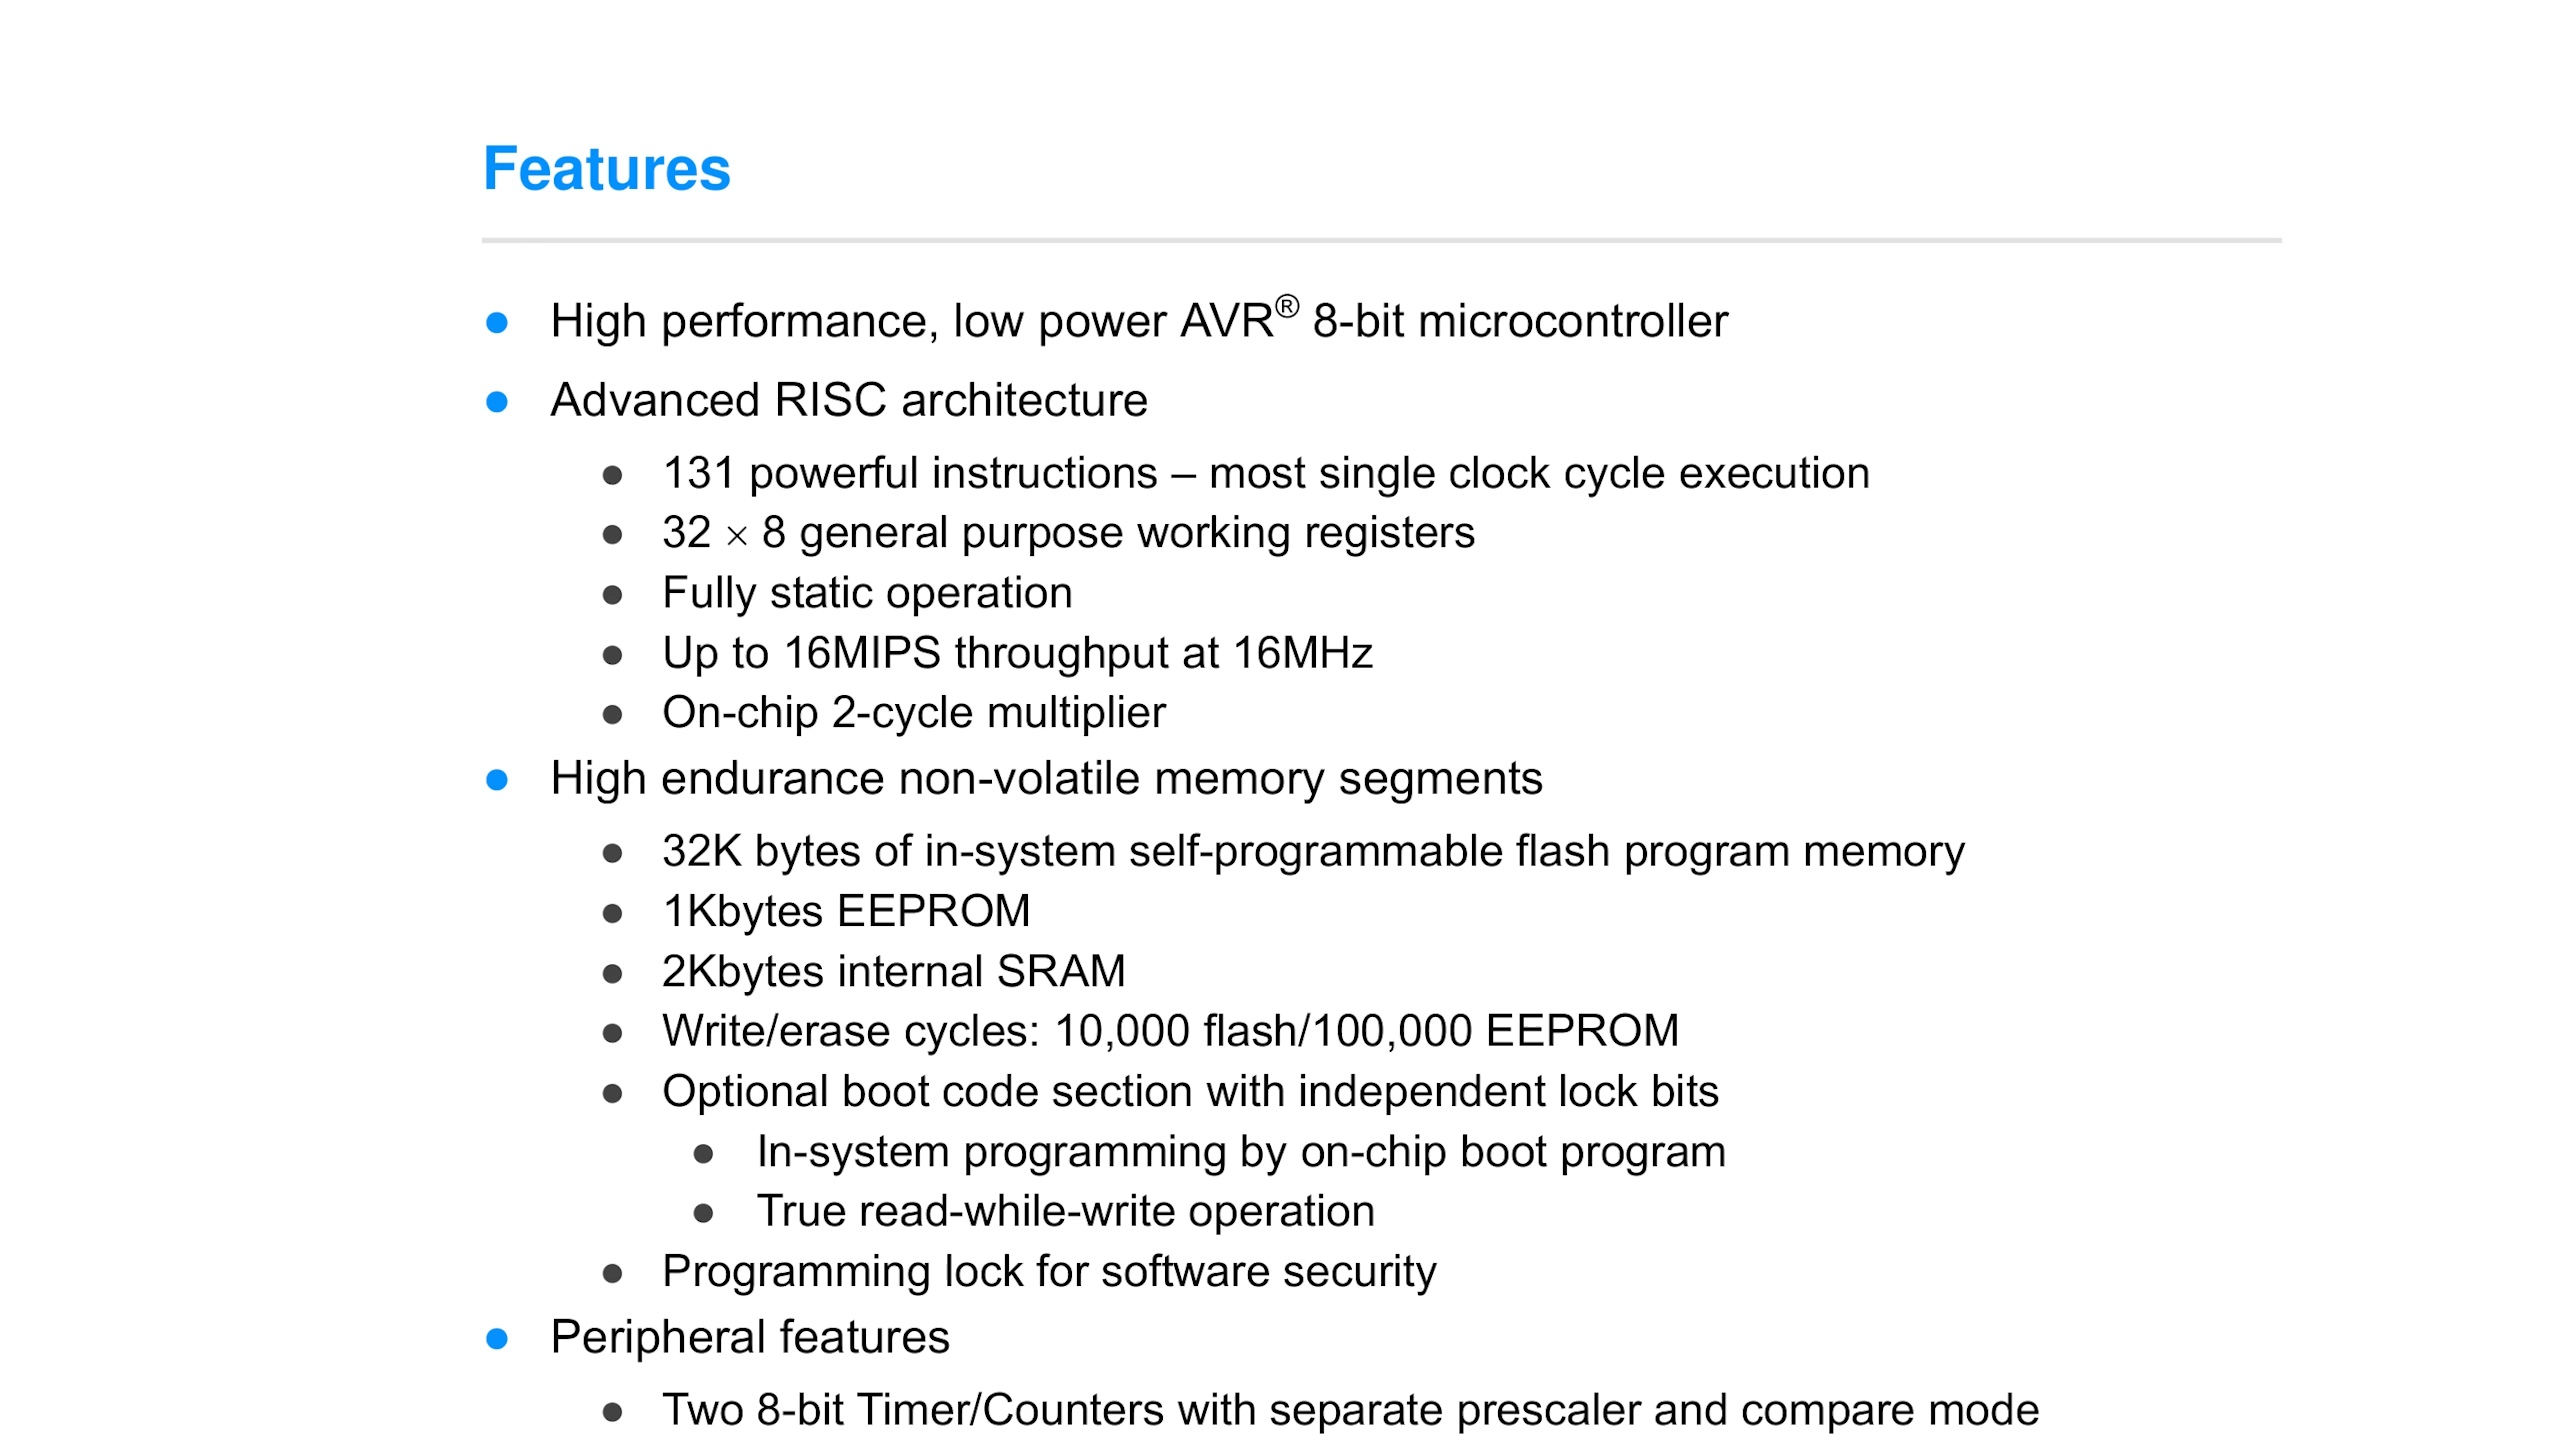 Features
● High performance, low power AVR® 8-bit microcontroller
● Advanced RISC architecture
● 131 powerful instructions – most single clock cycle execution
● 32 × 8 general purpose working registers
● Fully static operation
● Up to 16MIPS throughput at 16MHz
● On-chip 2-cycle multiplier
● High endurance non-volatile memory segments
● 32K bytes of in-system self-programmable flash program memory
● 1Kbytes EEPROM
● 2Kbytes internal SRAM
● Write/erase cycles: 10,000 flash/100,000 EEPROM
● Optional boot code section with independent lock bits
● In-system programming by on-chip boot program
● True read-while-write operation
● Programming lock for software security
● Peripheral features
● Two 8-bit Timer/Counters with separate prescaler and compare mode